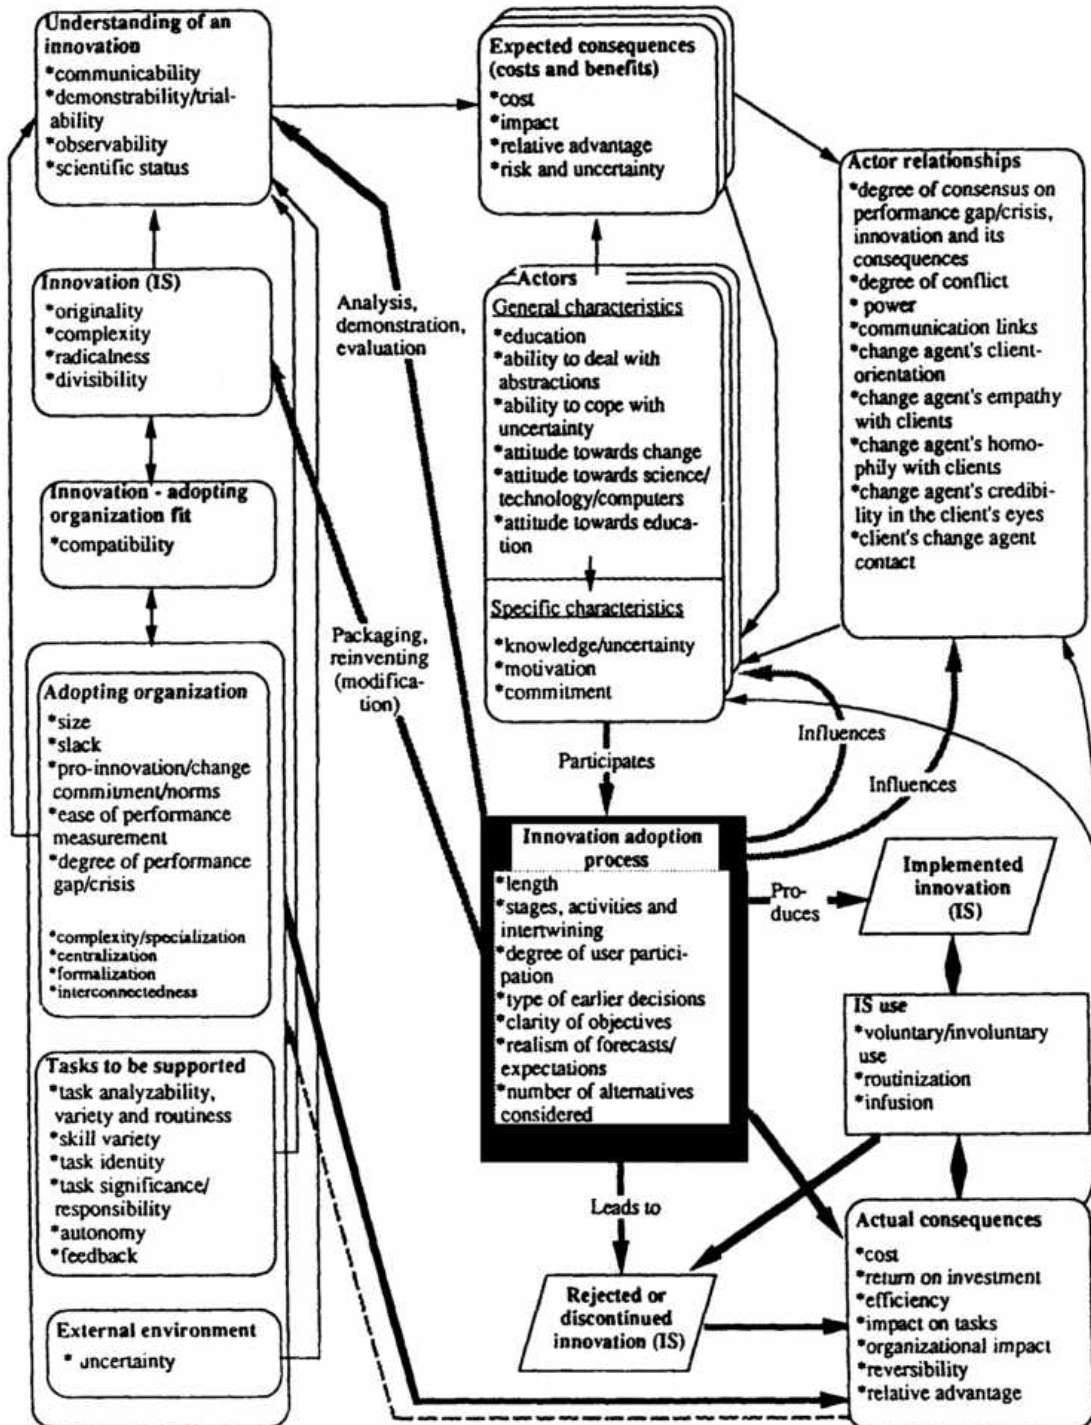 Understanding of an
innovation
*communicability
*demonstrability/trial-
ability
*observability
*scientific status
Expected consequences
(costs and benefits)
*cost
*impact
*relative advantage
*risk and uncertainty
Actor relationships
*degree of consensus on
performance gap/crisis,
innovation and its
consequences
*degree of conflict
* power
*communication links
*change agent's client-
orientation
*change agent's empathy
with clients
*change agent's homo-
phily with clients
*change agent's credibi-
lity in the client's eyes
*client's change agent
contact
Innovation (IS)
*originality
*complexity
*radicalness
*divisibility
Analysis,
demonstration,
evaluation
Actors
General characteristics
*education
*ability to deal with
abstractions
*ability to cope with
uncertainty
*attitude towards change
*attitude towards science/
technology/computers
*attitude towards educa-
tion
Specific characteristics
*knowledge/uncertainty
*motivation
*commitment
Innovation - adopting
organization fit
*compatibility
Packaging,
reinventing
(modifica-
tion)
Adopting organization
*size
*slack
*pro-innovation/change
commitment/norms
*ease of performance
measurement
*degree of performance
gap/crisis
*complexity/specialization
*centralization
*formalization
*interconnectedness
Participates
Influences
Influences
Innovation adoption
process
*length
*stages, activities and
intertwining
*degree of user partici-
pation
*type of earlier decisions
*clarity of objectives
*realism of forecasts/
expectations
*number of alternatives
considered
Pro-
duces
Implemented
innovation
(IS)
IS use
*voluntary/involuntary
use
*routinization
*infusion
Tasks to be supported
*task analyzability,
variety and routiness
*skill variety
*task identity
*task significance/
responsibility
*autonomy
*feedback
Leads to
Rejected or
discontinued
innovation (IS)
Actual consequences
*cost
*return on investment
*efficiency
*impact on tasks
*organizational impact
*reversibility
*relative advantage
External environment
* uncertainty